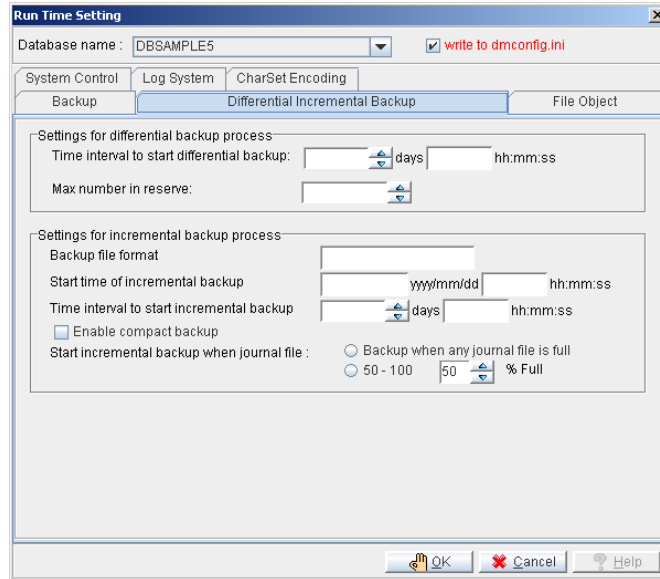 Run Time Setting
Database name : DBSAMPLE5 write to dmconfig.ini
System Control Log System CharSet Encoding
Backup Differential Incremental Backup File Object
Settings for differential backup process
Time interval to start differential backup: days hh:mm:ss
Max number in reserve:
Settings for incremental backup process
Backup file format
Start time of incremental backup yyyy/mm/dd hh:mm:ss
Time interval to start incremental backup days hh:mm:ss
Enable compact backup
Start incremental backup when journal file : Backup when any journal file is full
50 - 100 50 % Full
OK Cancel Help